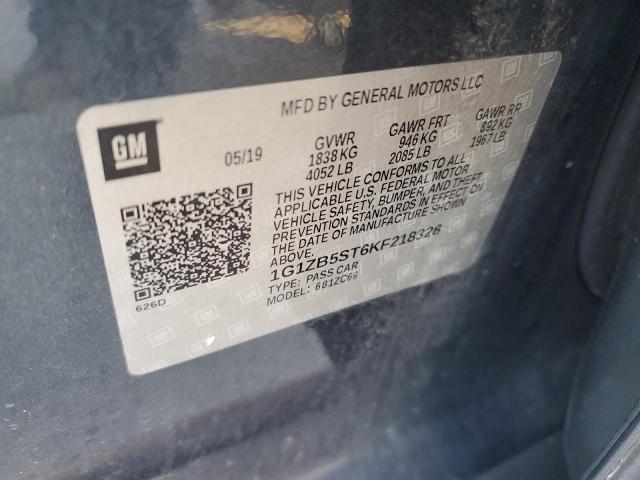 MFD BY GENERAL MOTORS LLC
GM
05/19
GVWR
1838 KG
4052 LB
GAWR FRT
946 KG
2085 LB
GAWR RR
892 KG
1967 LB
THIS VEHICLE CONFORMS TO ALL
APPLICABLE U.S. FEDERAL MOTOR
VEHICLE SAFETY, BUMPER, AND THEFT
PREVENTION STANDARDS IN EFFECT ON
THE DATE OF MANUFACTURE SHOWN
ABOVE.
1G1ZB5ST6KF218328
TYPE: PASS CAR
MODEL: 681ZC69
626D